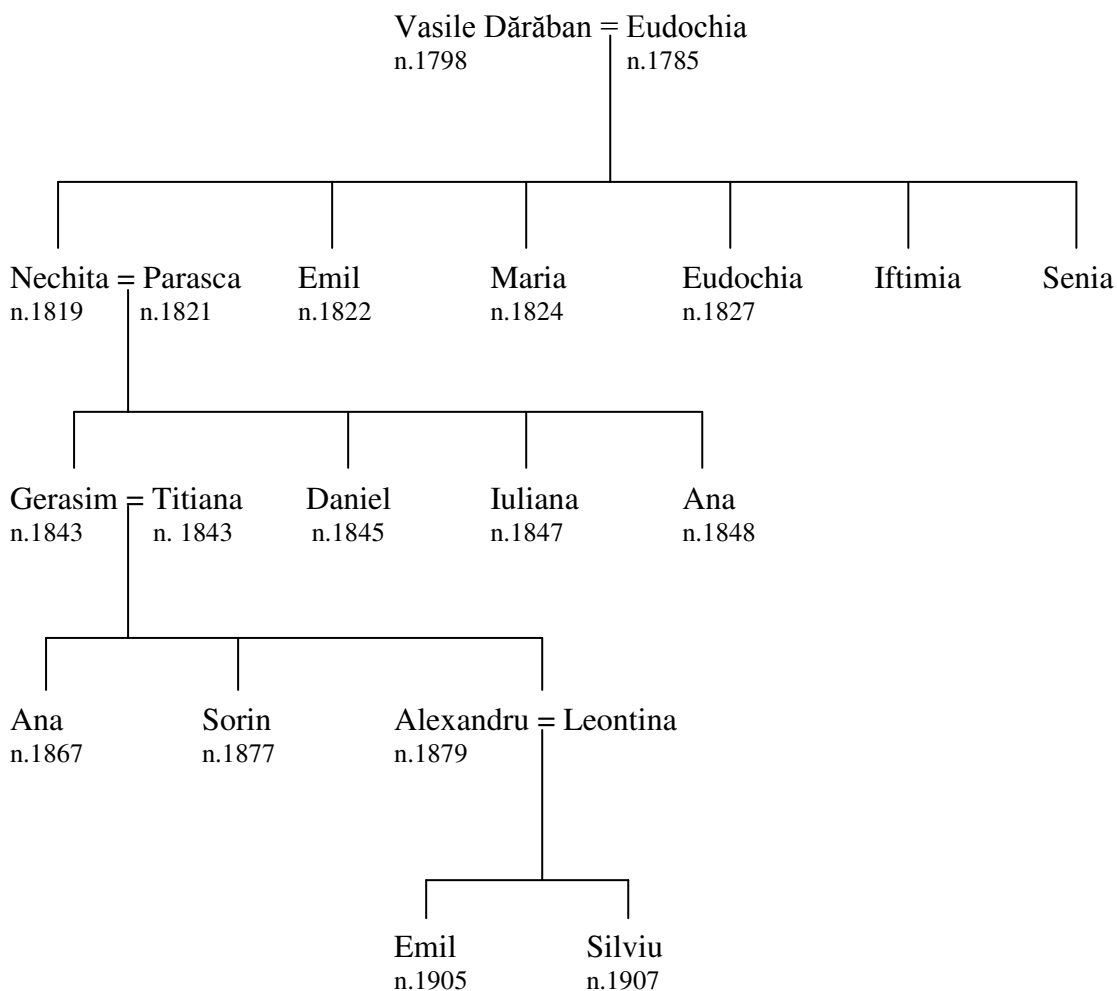 Vasile Dărăban = Eudochia
n.1798 n.1785
Nechita = Parasca Emil Maria Eudochia Iftimia Senia
n.1819 n.1821 n.1822 n.1824 n.1827
Gerasim = Titiana Daniel Iuliana Ana
n.1843 n. 1843 n.1845 n.1847 n.1848
Ana Sorin Alexandru = Leontina
n.1867 n.1877 n.1879
Emil Silviu
n.1905 n.1907